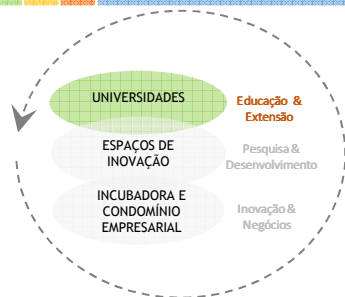 UNIVERSIDADES
Educação &
Extensão
ESPAÇOS DE
INOVAÇÃO
Pesquisa &
Desenvolvimento
INCUBADORA E
CONDOMÍNIO
EMPRESARIAL
Inovação &
Negócios